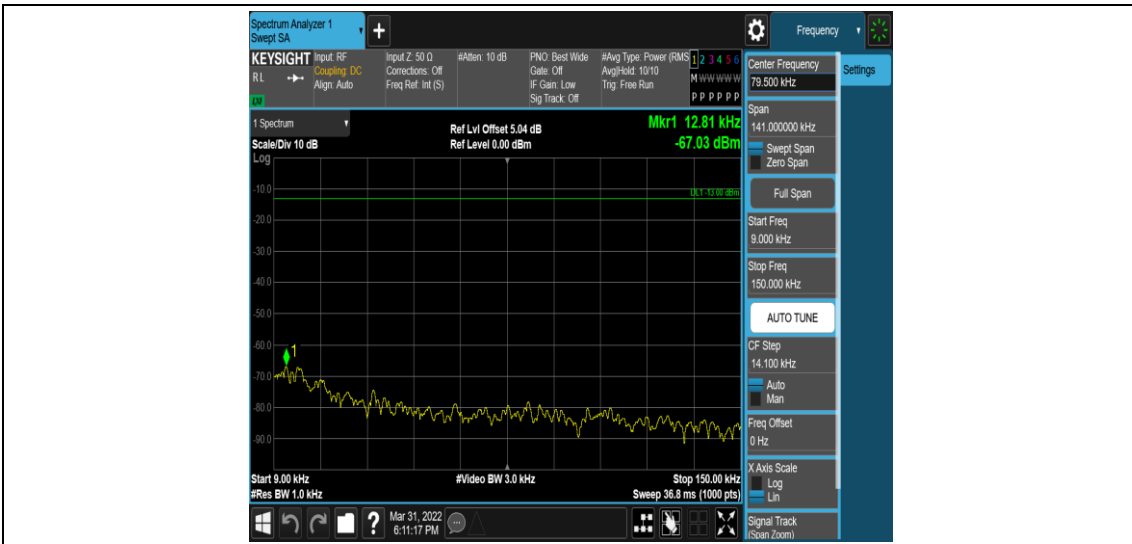 Spectrum Analyzer 1
Swept SA
+
Frequency
KEYSIGHT
R L
Input: RF
Coupling: DC
Align: Auto
Input Z: 50 Ω
Corrections: Off
Freq Ref: Int (S)
#Atten: 10 dB
PNO: Best Wide
Gate: Off
IF Gain: Low
Sig Track: Off
#Avg Type: Power (RMS
Avg|Hold: 10/10
Trig: Free Run
1 2 3 4 5 6
M W W W W W
P P P P P P
1 Spectrum
Scale/Div 10 dB
Log
Ref Lvl Offset 5.04 dB
Ref Level 0.00 dBm
Mkr1 12.81 kHz
-67.03 dBm
DL1 -13.00 dBm
-10.0
-20.0
-30.0
-40.0
-50.0
-60.0
1
-70.0
-80.0
-90.0
Start 9.00 kHz
#Video BW 3.0 kHz
Stop 150.00 kHz
#Res BW 1.0 kHz
Sweep 36.8 ms (1000 pts)
?
Mar 31, 2022
6:11:17 PM
Center Frequency
79.500 kHz
Settings
Span
141.000000 kHz
Swept Span
Zero Span
Full Span
Start Freq
9.000 kHz
Stop Freq
150.000 kHz
AUTO TUNE
CF Step
14.100 kHz
Auto
Man
Freq Offset
0 Hz
X Axis Scale
Log
Lin
Signal Track
(Span Zoom)